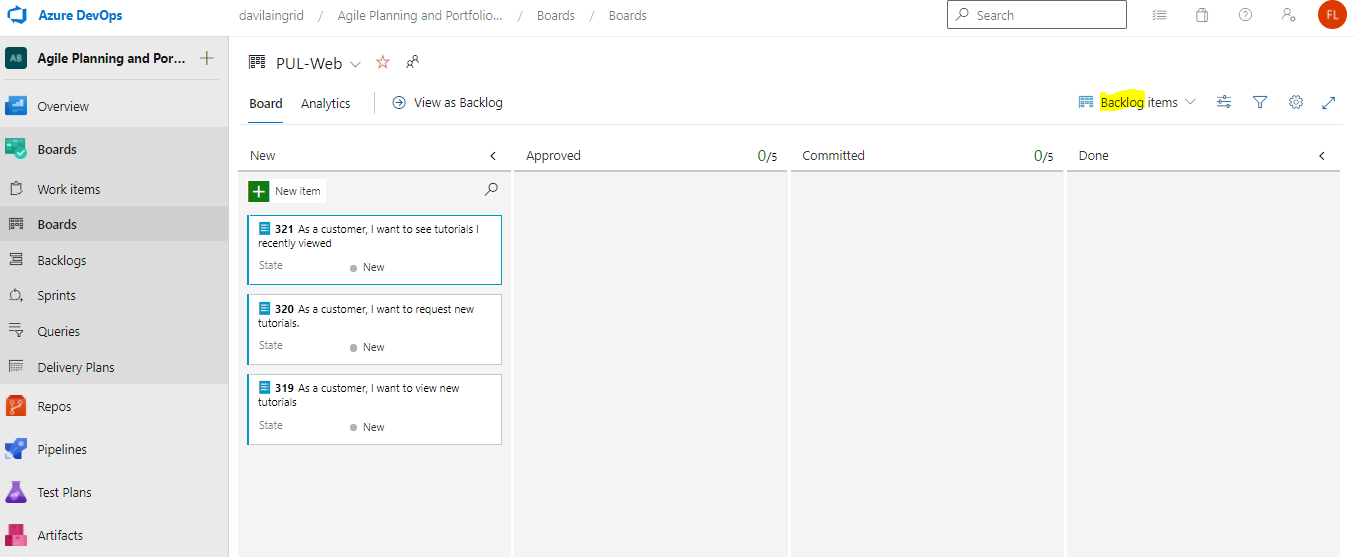 Azure DevOps
davilaingrid / Agile Planning and Portfolio... / Boards / Boards
Search
FL
AB
Agile Planning and Por...
PUL-Web
Overview
Board
Analytics
View as Backlog
Backlog items
Boards
Work items
Boards
Backlogs
Sprints
Queries
Delivery Plans
Repos
Pipelines
Test Plans
Artifacts
New
Approved
0/5
Committed
0/5
Done
New item
321 As a customer, I want to see tutorials I
recently viewed
State
New
320 As a customer, I want to request new
tutorials.
State
New
319 As a customer, I want to view new
tutorials
State
New